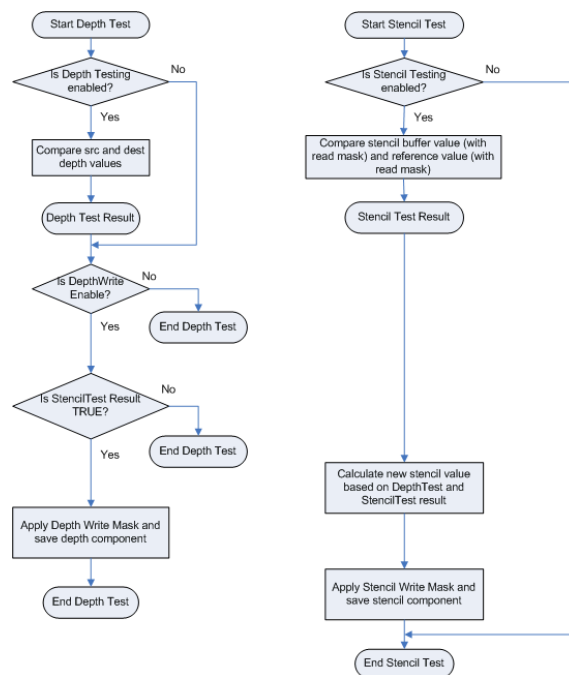 Start Depth Test
Is Depth Testing
enabled?
No
Yes
Compare src and dest
depth values
Depth Test Result
Is DepthWrite
Enable?
No
End Depth Test
Yes
Is StencilTest Result
TRUE?
No
End Depth Test
Yes
Apply Depth Write Mask and
save depth component
End Depth Test
Start Stencil Test
Is Stencil Testing
enabled?
No
Yes
Compare stencil buffer value (with
read mask) and reference value (with
read mask)
Stencil Test Result
Calculate new stencil value
based on DepthTest and
StencilTest result
Apply Stencil Write Mask and
save stencil component
End Stencil Test